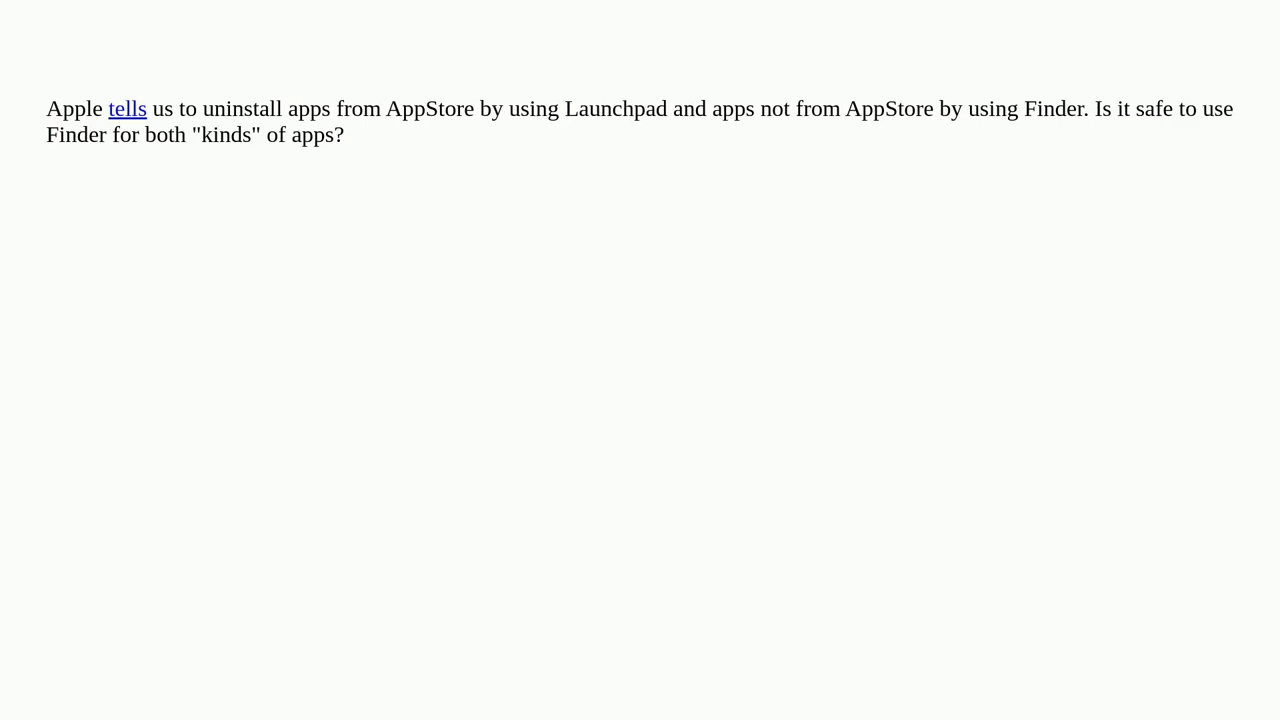 Apple tells us to uninstall apps from AppStore by using Launchpad and apps not from AppStore by using Finder. Is it safe to use
Finder for both "kinds" of apps?